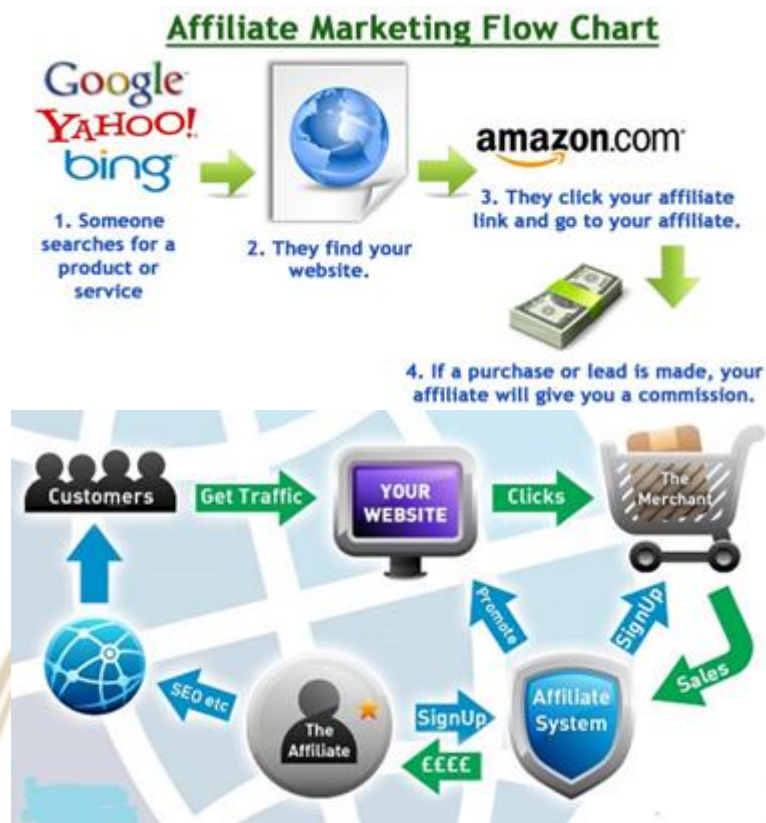 Affiliate Marketing Flow Chart
Google
YAHOO!
bing
1. Someone
searches for a
product or
service
2. They find your
website.
amazon.com
3. They click your affiliate
link and go to your affiliate.
4. If a purchase or lead is made, your
affiliate will give you a commission.
Customers
Get Traffic
YOUR
WEBSITE
Clicks
The
Merchant
Promote
SignUp
Sales
SEO etc
The
Affiliate
SignUp
££££
Affiliate
System